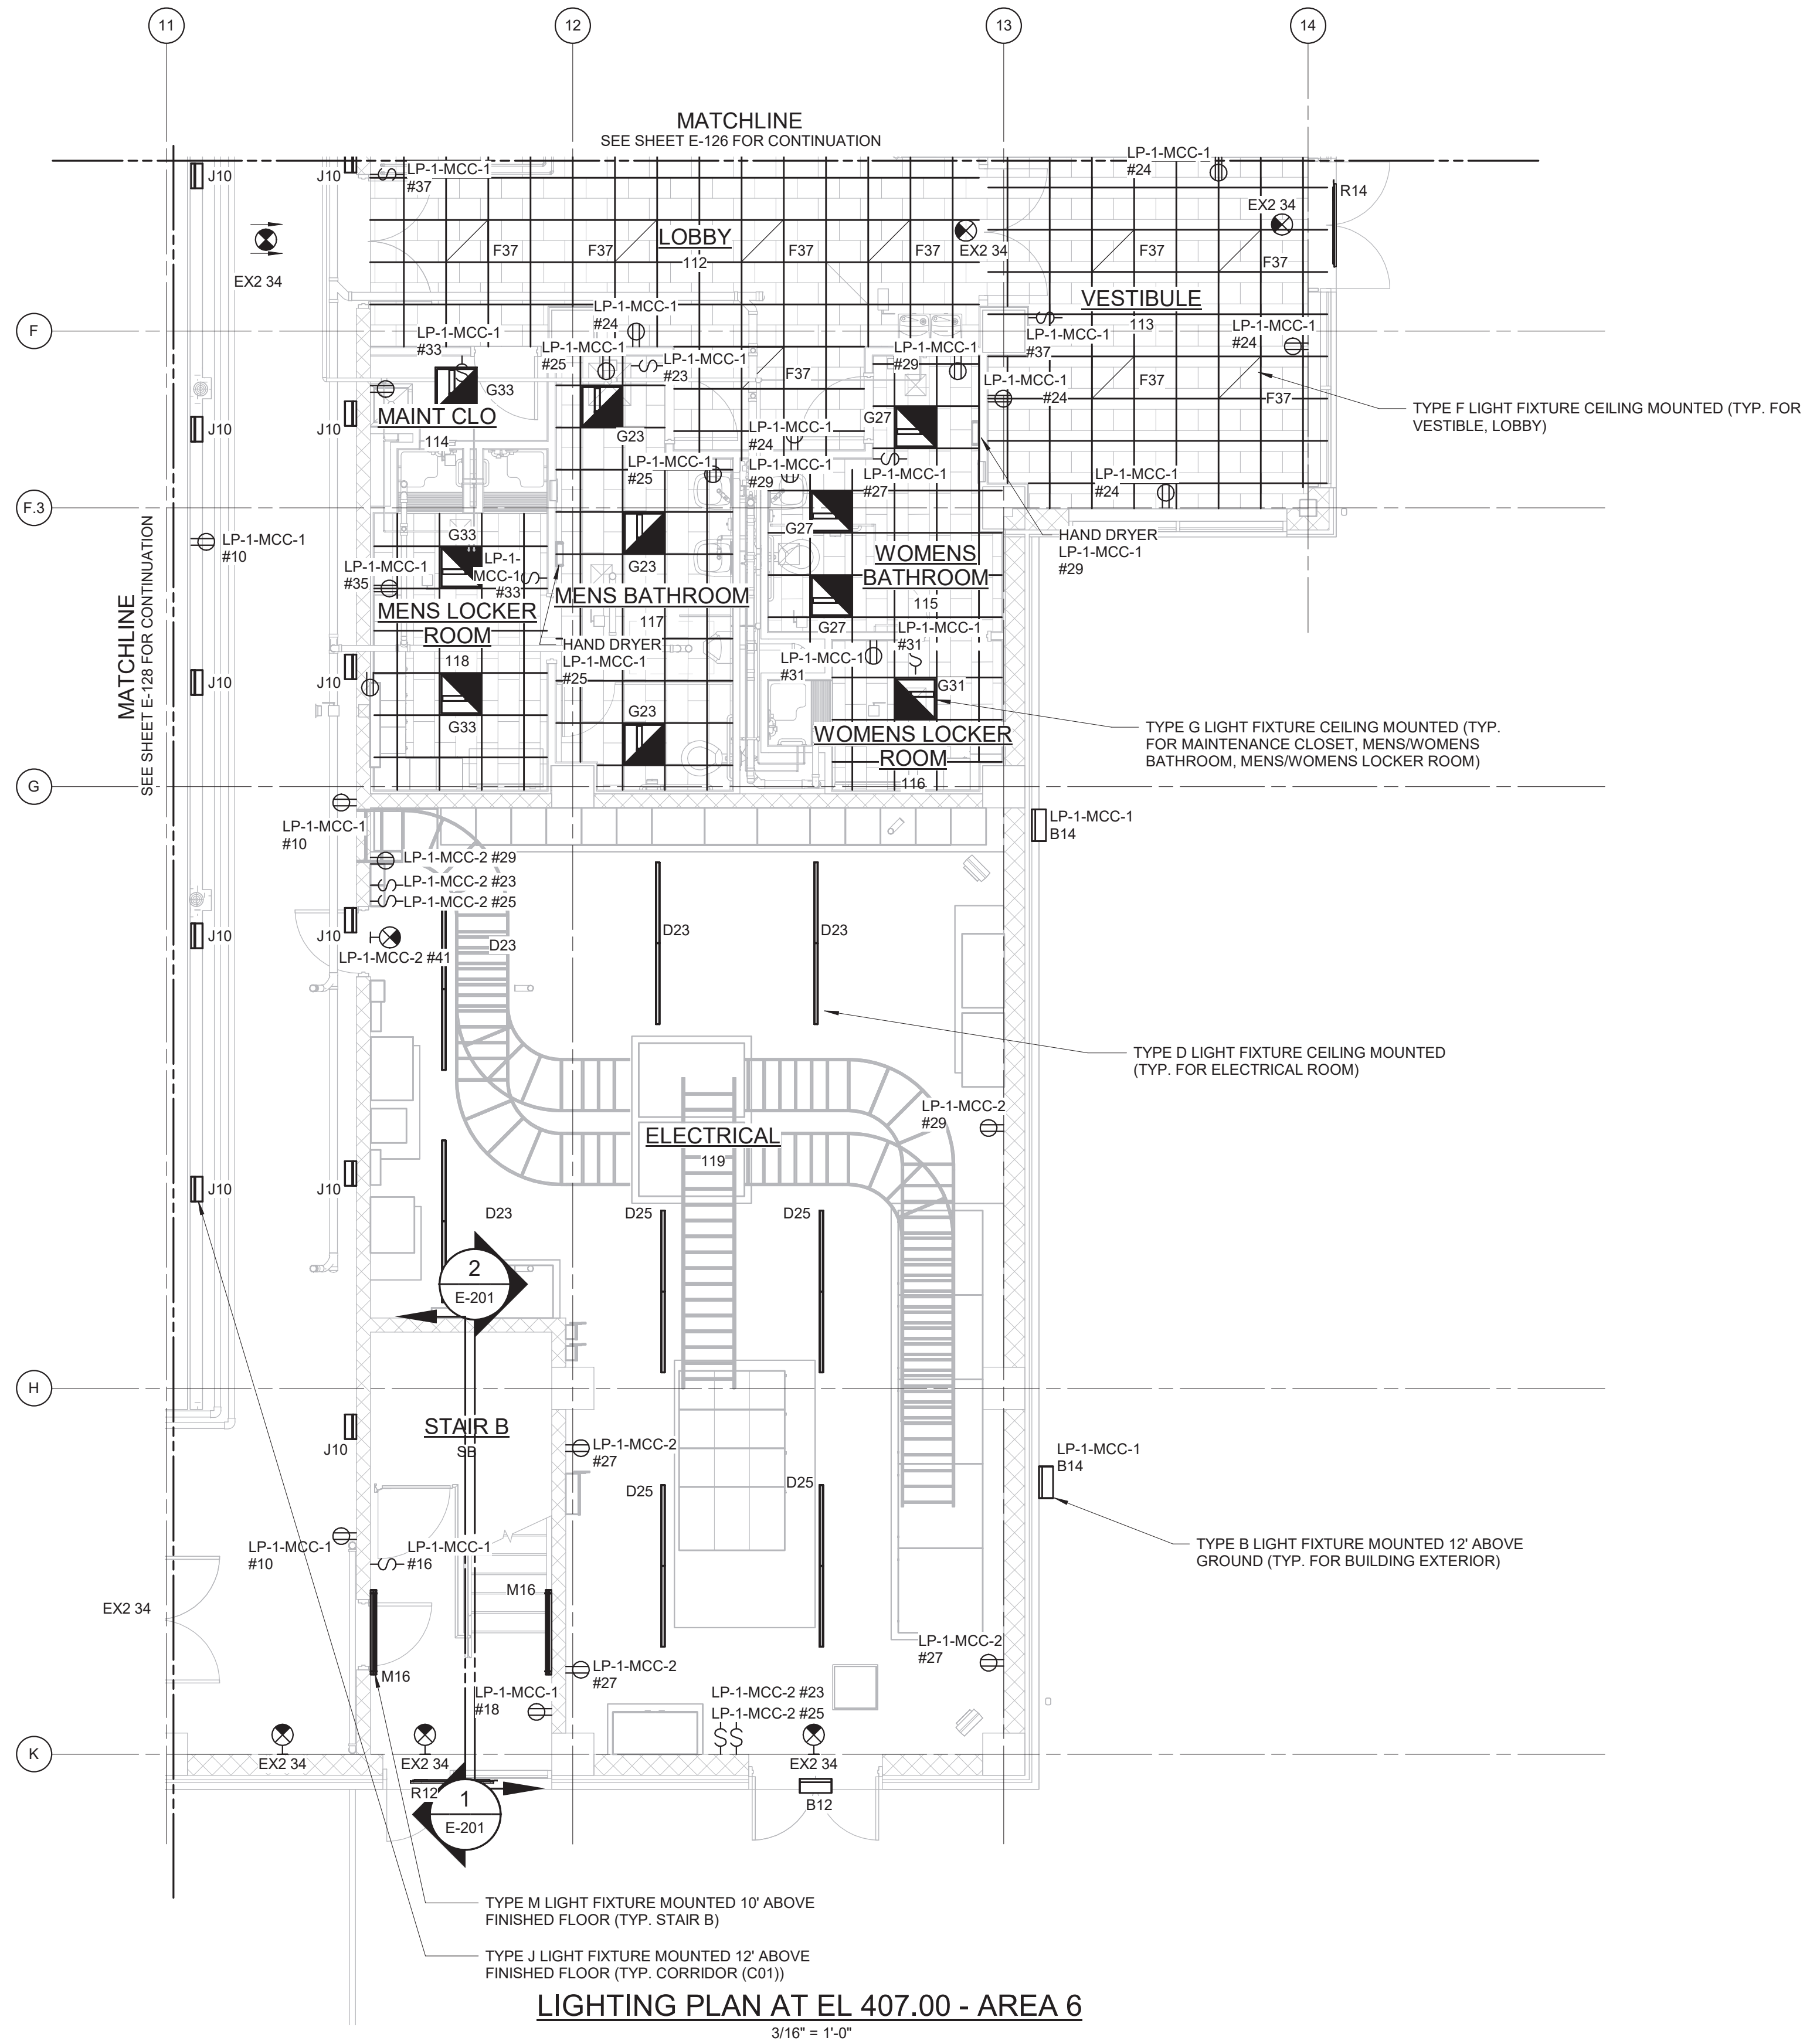 11
12
13
14
MATCHLINE
SEE SHEET E-126 FOR CONTINUATION
LP-1-MCC-1
#24
J10
J10
LP-1-MCC-1
#37
R14
EX2 34
LOBBY
112
F37
F37
F37
F37
EX2 34
F37
F37
EX2 34
VESTIBULE
113
F
LP-1-MCC-1
#33
LP-1-MCC-1
#24
LP-1-MCC-1
#25
LP-1-MCC-1
#23
LP-1-MCC-1
#29
LP-1-MCC-1
#37
LP-1-MCC-1
#24
F37
F37
F37
LP-1-MCC-1
#24
G33
MAINT CLO
114
J10
J10
G23
G27
LP-1-MCC-1
#24
TYPE F LIGHT FIXTURE CEILING MOUNTED (TYP. FOR
VESTIBLE, LOBBY)
LP-1-MCC-1
#25
LP-1-MCC-1
#29
LP-1-MCC-1
#27
LP-1-MCC-1
#24
F.3
MATCHLINE
SEE SHEET E-128 FOR CONTINUATION
LP-1-MCC-1
#10
G33
LP-1-
MCC-1
#33
LP-1-MCC-1
#35
G23
G27
HAND DRYER
LP-1-MCC-1
#29
WOMENS
BATHROOM
115
MENS LOCKER
ROOM
118
MENS BATHROOM
117
G27
LP-1-MCC-1
#31
HAND DRYER
LP-1-MCC-1
#25
LP-1-MCC-1
#31
J10
J10
G31
G33
G23
WOMENS LOCKER
ROOM
116
TYPE G LIGHT FIXTURE CEILING MOUNTED (TYP.
FOR MAINTENANCE CLOSET, MENS/WOMENS
BATHROOM, MENS/WOMENS LOCKER ROOM)
G
LP-1-MCC-1
#10
LP-1-MCC-1
B14
LP-1-MCC-2 #29
LP-1-MCC-2 #23
LP-1-MCC-2 #25
J10
J10
D23
D23
D23
LP-1-MCC-2 #41
TYPE D LIGHT FIXTURE CEILING MOUNTED
(TYP. FOR ELECTRICAL ROOM)
LP-1-MCC-2
#29
ELECTRICAL
119
J10
J10
D23
D25
D25
2
E-201
H
STAIR B
SB
J10
LP-1-MCC-2
#27
LP-1-MCC-1
B14
D25
D25
LP-1-MCC-1
#10
LP-1-MCC-1
#16
TYPE B LIGHT FIXTURE MOUNTED 12' ABOVE
GROUND (TYP. FOR BUILDING EXTERIOR)
EX2 34
M16
M16
LP-1-MCC-2
#27
LP-1-MCC-2
#27
LP-1-MCC-1
#18
LP-1-MCC-2 #23
LP-1-MCC-2 #25
K
EX2 34
EX2 34
EX2 34
R12
B12
1
E-201
TYPE M LIGHT FIXTURE MOUNTED 10' ABOVE
FINISHED FLOOR (TYP. STAIR B)
TYPE J LIGHT FIXTURE MOUNTED 12' ABOVE
FINISHED FLOOR (TYP. CORRIDOR (C01))
LIGHTING PLAN AT EL 407.00 - AREA 6
3/16" = 1'-0"